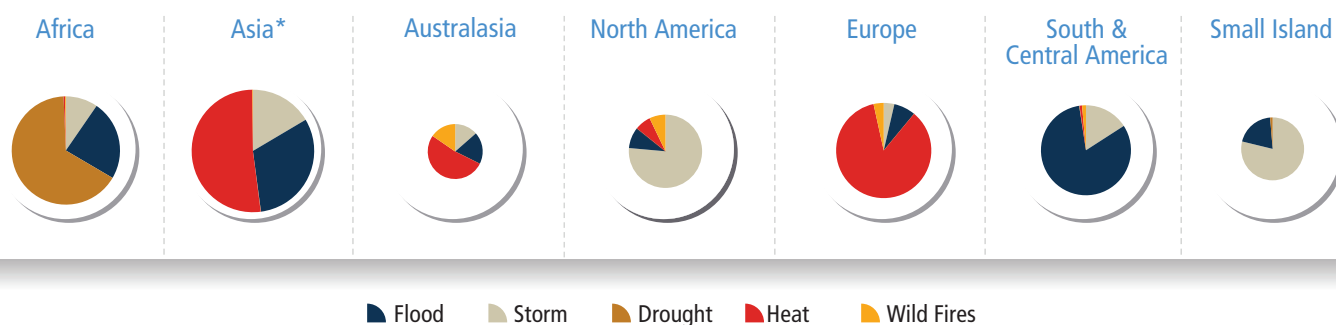 Africa
Asia*
Australasia
North America
Europe
South &
Central America
Small Island
Flood
Storm
Drought
Heat
Wild Fires